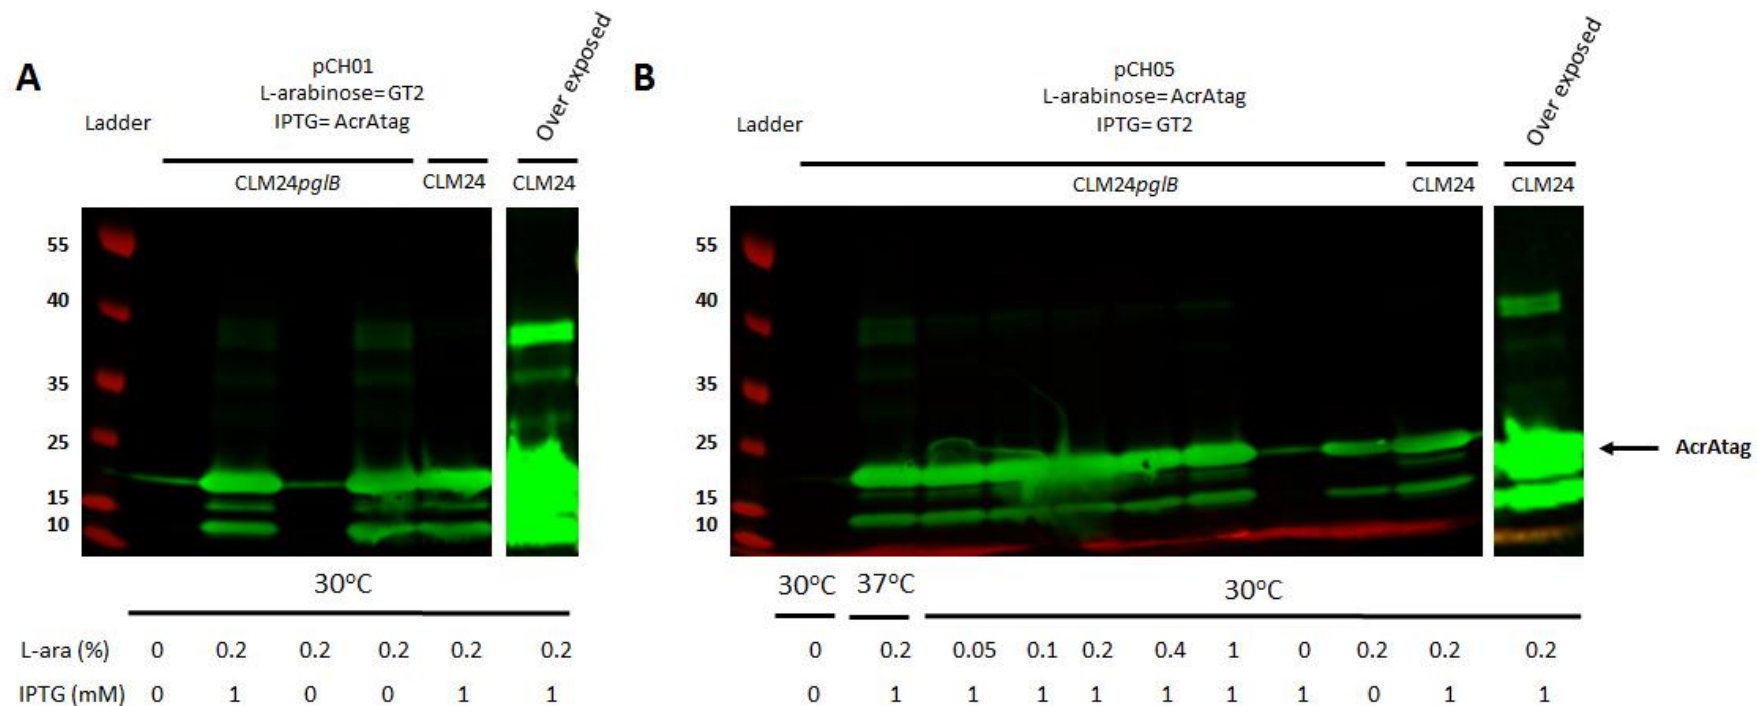 A
pCH01
L-arabinose=GT2
IPTG= AcrAtag
Ladder
Over exposed
CLM24pglB
CLM24
CLM24
55
40
35
25
15
10
30°C
L-ara (%) 0 0.2 0.2 0.2 0.2 0.2
IPTG (mM) 0 1 0 0 1 1
B
pCH05
L-arabinose=AcrAtag
IPTG= GT2
Ladder
Over exposed
CLM24pglB
CLM24
CLM24
55
40
35
25
15
10
AcrAtag
30°C 37°C 30°C
0 0.2 0.05 0.1 0.2 0.4 1 0 0.2 0.2 0.2
0 1 1 1 1 1 1 1 0 1 1